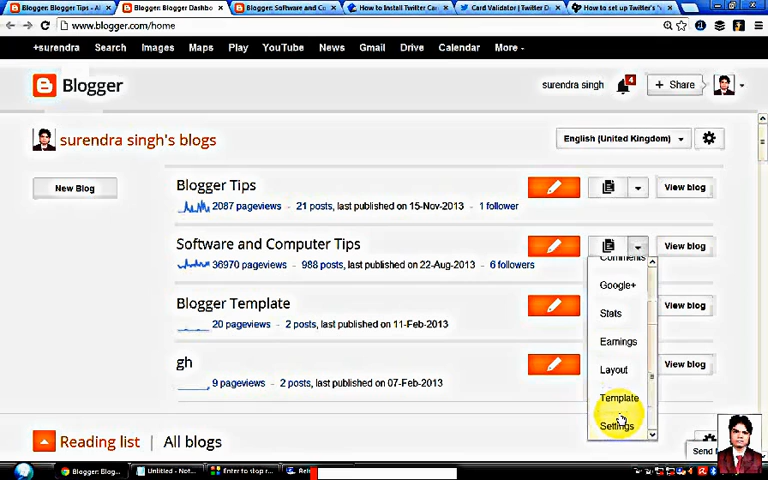 Blogger: Blogger Tips - Al
Blogger: Blogger Dashbo
Blogger: Software and Co
How to Install Twitter Car
Card Validator | Twitter D
How to set up Twitter's
www.blogger.com/home
+surendra Search Images Maps Play YouTube News Gmail Drive Calendar More
Blogger
surendra singh 4 + Share
surendra singh's blogs
English (United Kingdom)
New Blog
Blogger Tips
View blog
2087 pageviews - 21 posts, last published on 15-Nov-2013 - 1 follower
Software and Computer Tips
View blog
36970 pageviews - 988 posts, last published on 22-Aug-2013 - 6 followers
Comments
Google+
Stats
Earnings
Layout
Template
Settings
Blogger Template
View blog
20 pageviews - 2 posts, last published on 11-Feb-2013
gh
View blog
9 pageviews - 2 posts, last published on 07-Feb-2013
Reading list | All blogs
Send
Blogger: Blog...
Untitled - Not...
Enter to stop r...